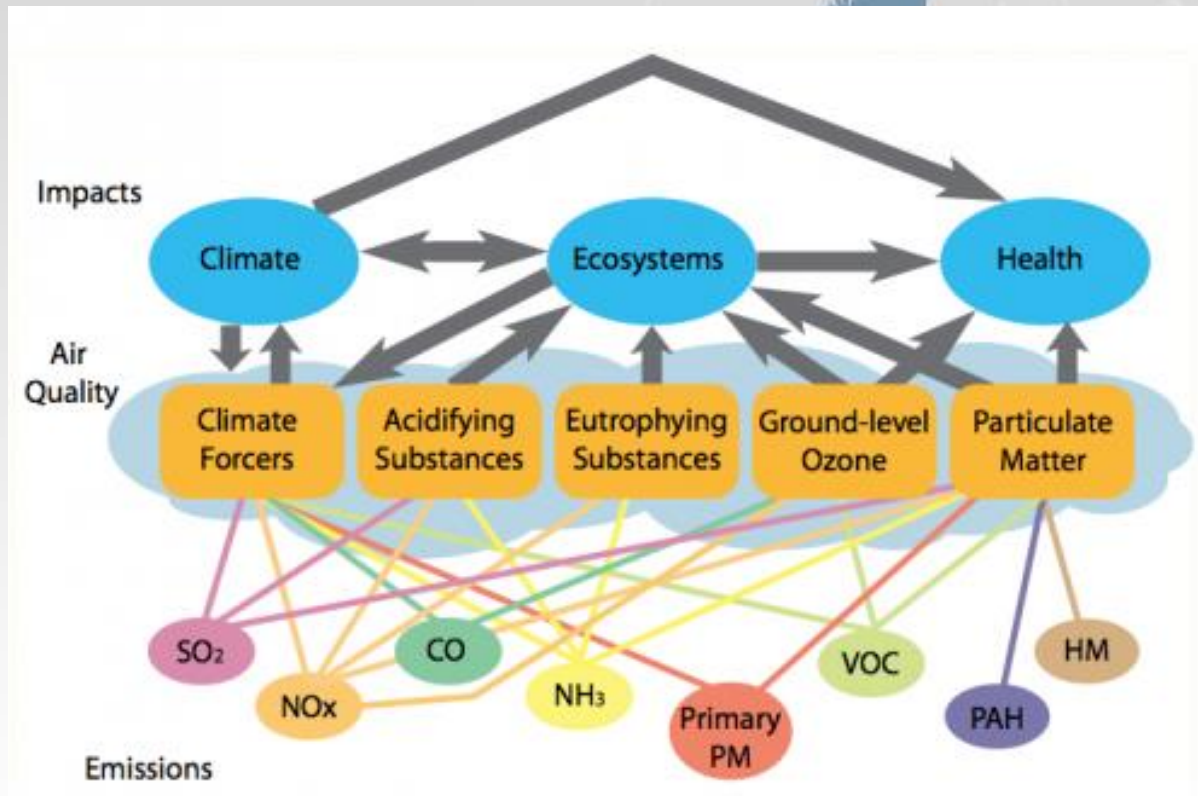 Impacts
Climate
Ecosystems
Health
Air
Quality
Climate
Forcers
Acidifying
Substances
Eutrophying
Substances
Ground-level
Ozone
Particulate
Matter
SO₂
NOx
CO
NH₃
Primary
PM
VOC
PAH
HM
Emissions